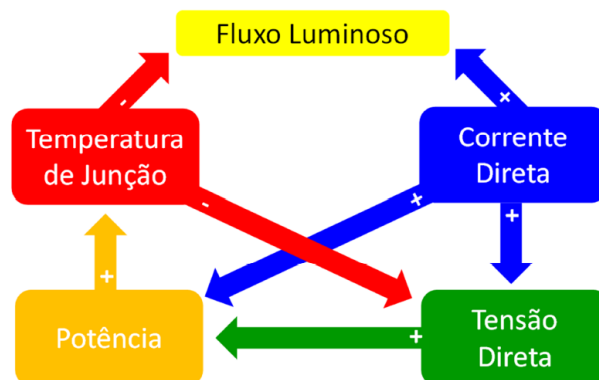 Fluxo Luminoso
-
+
Temperatura
de Junção
Corrente
Direta
-
+
+
+
Potência
+
Tensão
Direta